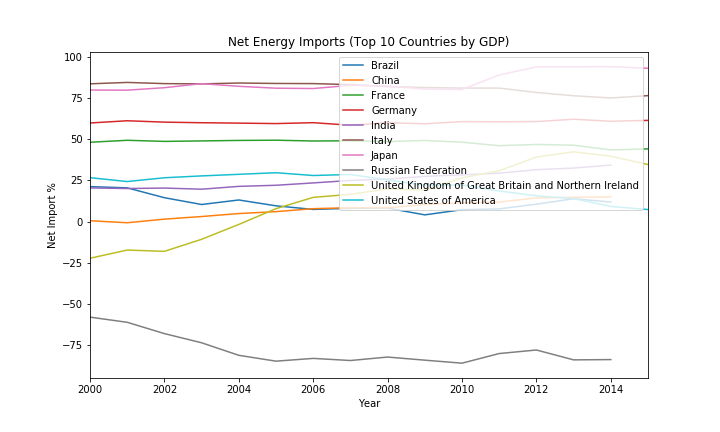 Net Energy Imports (Top 10 Countries by GDP)
100
75
50
25
0
−25
−50
−75
Net Import %
Brazil
China
France
Germany
India
Italy
Japan
Russian Federation
United Kingdom of Great Britain and Northern Ireland
United States of America
2000 2002 2004 2006 2008 2010 2012 2014
Year